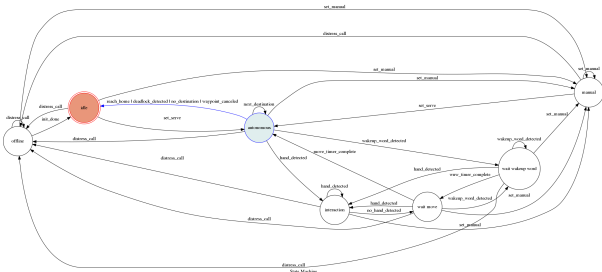 set_manual
distress_call
set_manual
set_manual
set_manual
manual
reach_home | deadlock_detected | no_destination | waypoint_canceled
idle
distress_call
next_destination
set_serve
distress_call
init_done
set_serve
autonomous
set_manual
offline
distress_call
wakeup_word_detected
wakeup_word_detected
move_timer_complete
distress_call
hand_detected
hand_detected
wait wakeup word
wwv_timer_complete
hand_detected
hand_detected
wakeup_word_detected
set_manual
interaction
no_hand_detected
wait move
distress_call
set_manual
distress_call
State Machine